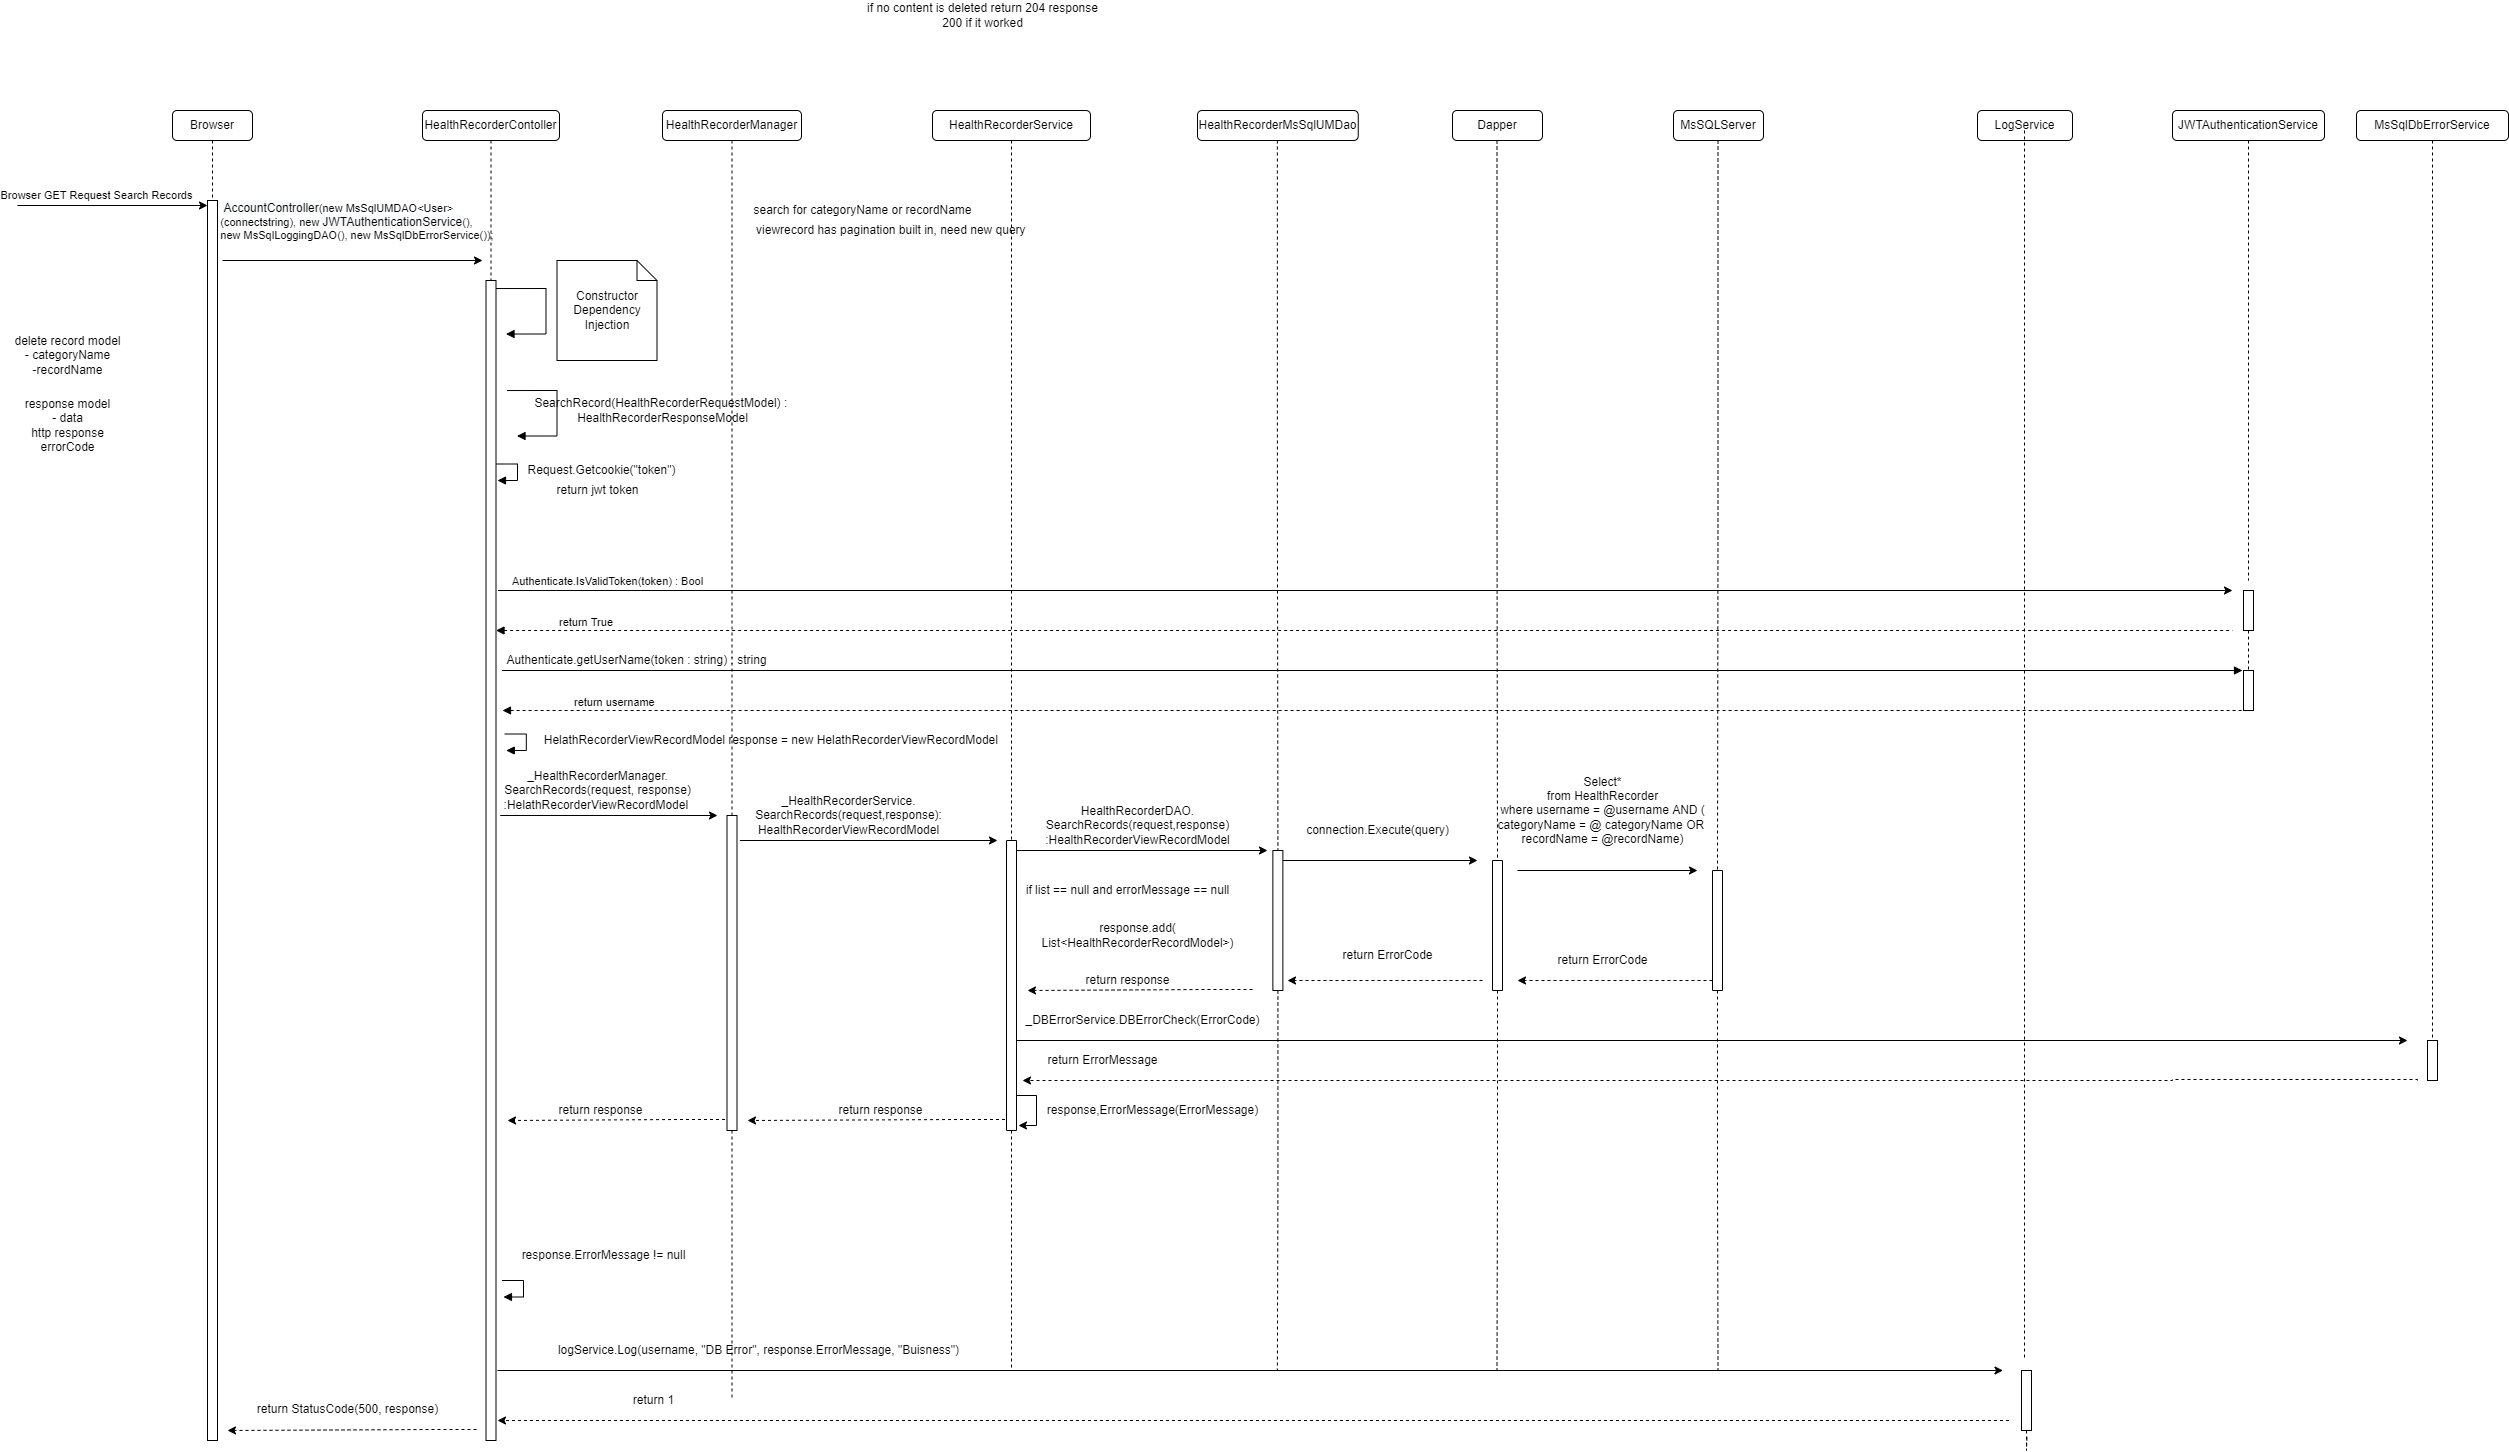 if no content is deleted return 204 response
200 if it worked
Browser
HealthRecorderContoller
HealthRecorderManager
HealthRecorderService
HealthRecorderMsSqlUMDao
Dapper
MsSQLServer
LogService
JWTAuthenticationService
MsSqlDbErrorService
Browser GET Request Search Records
AccountController(new MsSqlUMDAO<User>
(connectstring), new JWTAuthenticationService(),
new MsSqlLoggingDAO(), new MsSqlDbErrorService())
search for categoryName or recordName
viewrecord has pagination built in, need new query
Constructor
Dependency
Injection
delete record model
- categoryName
-recordName
response model
- data
http response
errorCode
SearchRecord(HealthRecorderRequestModel) :
HealthRecorderResponseModel
Request.Getcookie("token")
return jwt token
Authenticate.IsValidToken(token) : Bool
return True
Authenticate.getUserName(token : string) : string
return username
HelathRecorderViewRecordModel response = new HelathRecorderViewRecordModel
_HealthRecorderManager.
SearchRecords(request, response)
:HelathRecorderViewRecordModel
_HealthRecorderService.
SearchRecords(request,response):
HealthRecorderViewRecordModel
HealthRecorderDAO.
SearchRecords(request,response)
:HealthRecorderViewRecordModel
connection.Execute(query)
Select*
from HealthRecorder
where username = @username AND (
categoryName = @ categoryName OR
recordName = @recordName)
if list == null and errorMessage == null
response.add(
List<HealthRecorderRecordModel>)
return response
return ErrorCode
return ErrorCode
_DBErrorService.DBErrorCheck(ErrorCode)
return ErrorMessage
return response
return response
response,ErrorMessage(ErrorMessage)
response.ErrorMessage != null
logService.Log(username, "DB Error", response.ErrorMessage, "Buisness")
return 1
return StatusCode(500, response)